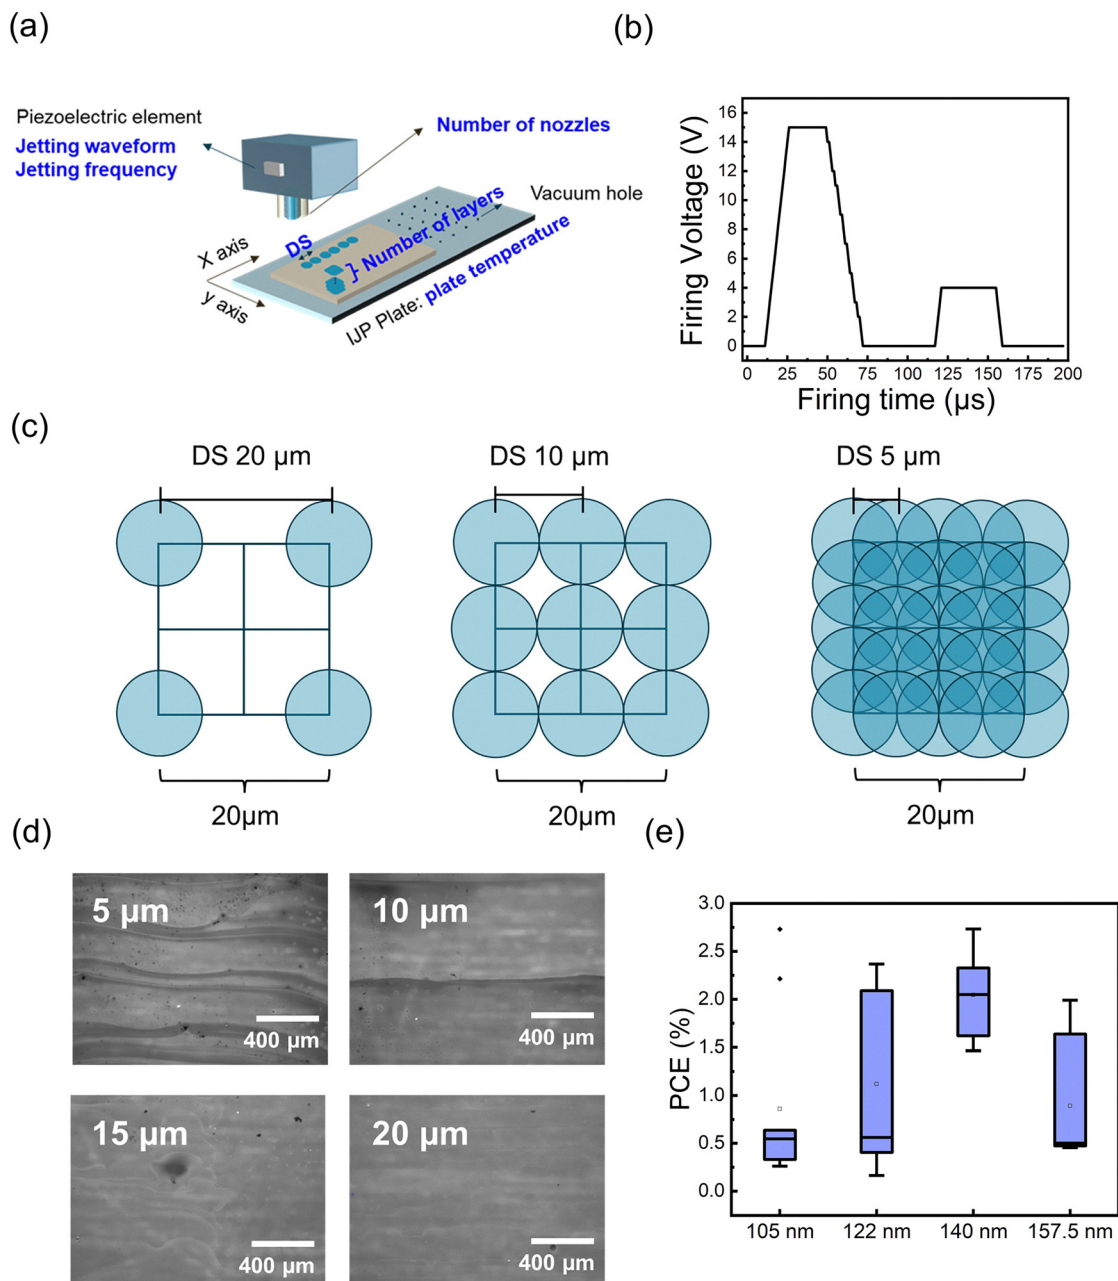 (a)
Piezoelectric element
Jetting waveform
Jetting frequency
Number of nozzles
Vacuum hole
X axis
y axis
DS
Number of layers
IJP Plate: plate temperature
(b)
Firing Voltage (V)
16
14
12
10
8
6
4
2
0
0 25 50 75 100 125 150 175 200
Firing time (µs)
(c)
DS 20 µm
DS 10 µm
DS 5 µm
20µm
20µm
20µm
(d)
5 µm
400 µm
10 µm
400 µm
15 µm
400 µm
20 µm
400 µm
(e)
PCE (%)
3.0
2.5
2.0
1.5
1.0
0.5
0.0
105 nm 122 nm 140 nm 157.5 nm